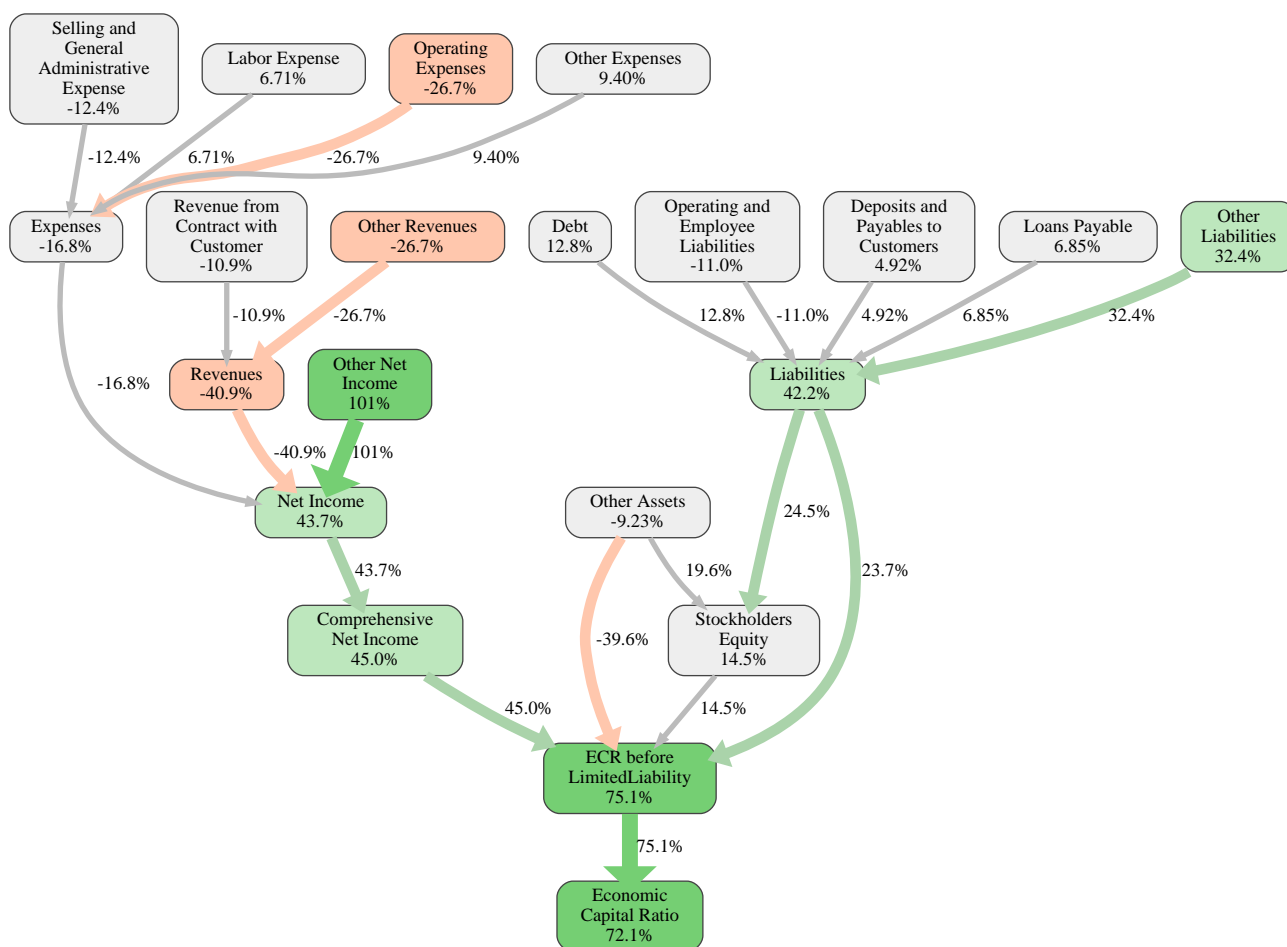 Selling and
General
Administrative
Expense
-12.4%
Labor Expense
6.71%
Operating
Expenses
-26.7%
Other Expenses
9.40%
-12.4%
6.71%
-26.7%
9.40%
Expenses
-16.8%
Revenue from
Contract with
Customer
-10.9%
Other Revenues
-26.7%
Debt
12.8%
Operating and
Employee
Liabilities
-11.0%
Deposits and
Payables to
Customers
4.92%
Loans Payable
6.85%
Other
Liabilities
32.4%
-10.9%
-26.7%
12.8%
-11.0%
4.92%
6.85%
32.4%
-16.8%
Revenues
-40.9%
Other Net
Income
101%
Liabilities
42.2%
-40.9%
101%
Net Income
43.7%
Other Assets
-9.23%
24.5%
23.7%
43.7%
19.6%
Comprehensive
Net Income
45.0%
-39.6%
Stockholders
Equity
14.5%
45.0%
14.5%
ECR before
LimitedLiability
75.1%
75.1%
Economic
Capital Ratio
72.1%